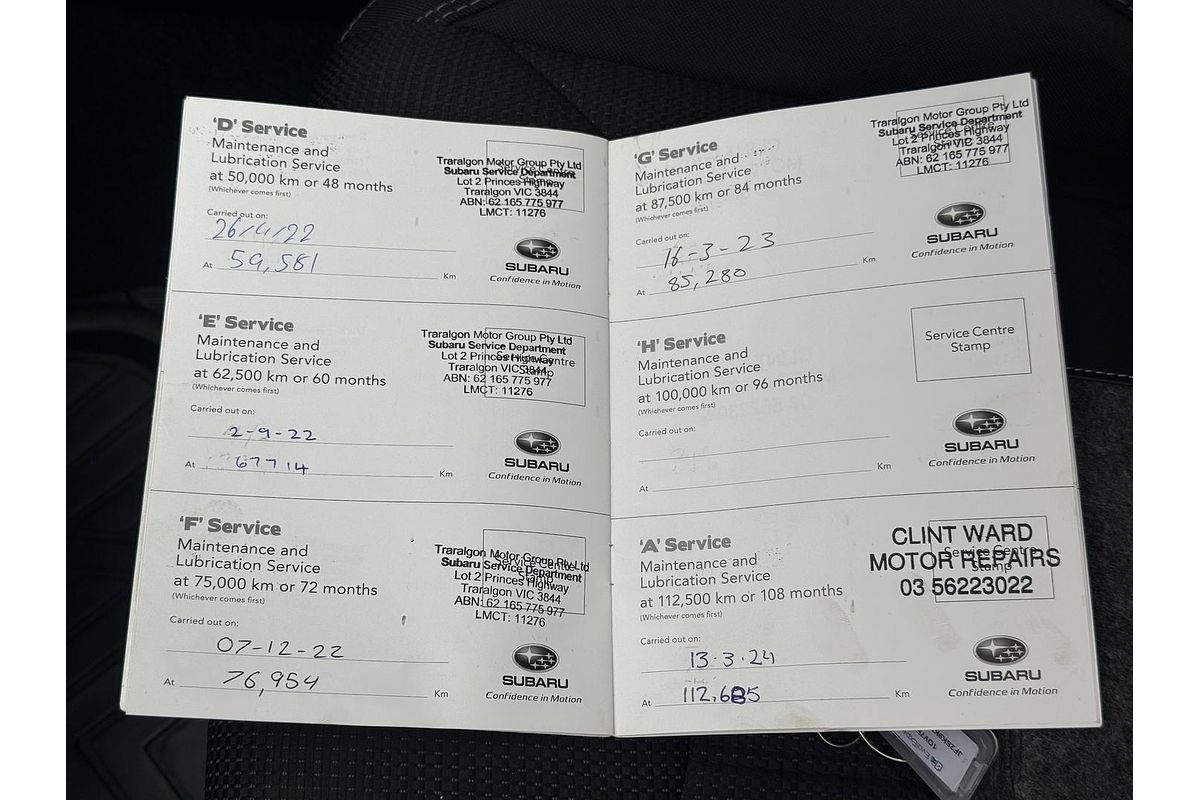 'D' Service
Maintenance and
Lubrication Service
at 50,000 km or 48 months
(Whichever comes first)
Traralgon Motor Group Pty Ltd
Subaru Service Department
Lot 2 Princes Highway
Traralgon VIC 3844
ABN: 62 165 775 977
LMCT: 11276
Carried out on:
26/4/22
At 59,581 Km
SUBARU
Confidence in Motion
'E' Service
Maintenance and
Lubrication Service
at 62,500 km or 60 months
(Whichever comes first)
Traralgon Motor Group Pty Ltd
Subaru Service Department
Lot 2 Princes Highway
Traralgon VIC 3844
ABN: 62 165 775 977
LMCT: 11276
Service Centre
Stamp
Carried out on:
2-9-22
At 67714 Km
SUBARU
Confidence in Motion
'F' Service
Maintenance and
Lubrication Service
at 75,000 km or 72 months
(Whichever comes first)
Traralgon Motor Group Pty Ltd
Subaru Service Department
Lot 2 Princes Highway
Traralgon VIC 3844
ABN: 62 165 775 977
LMCT: 11276
Service Centre
Stamp
Carried out on:
07-12-22
At 76,954 Km
SUBARU
Confidence in Motion
'G' Service
Maintenance and
Lubrication Service
at 87,500 km or 84 months
(Whichever comes first)
Traralgon Motor Group Pty Ltd
Subaru Service Department
Lot 2 Princes Highway
Traralgon VIC 3844
ABN: 62 165 775 977
LMCT: 11276
Carried out on:
16-3-23
At 85,280 Km
SUBARU
Confidence in Motion
'H' Service
Maintenance and
Lubrication Service
at 100,000 km or 96 months
(Whichever comes first)
Service Centre
Stamp
Carried out on:
At Km
SUBARU
Confidence in Motion
'A' Service
Maintenance and
Lubrication Service
at 112,500 km or 108 months
(Whichever comes first)
CLINT WARD
MOTOR REPAIRS
03 56223022
Service Centre
Stamp
Carried out on:
13.3.24
At 112,685 Km
SUBARU
Confidence in Motion